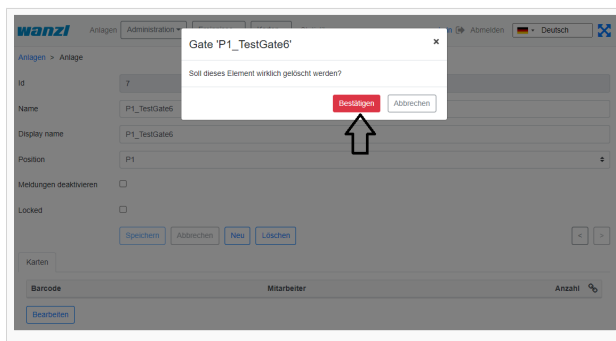 wanzl Anlagen Administration Abmelden Deutsch
Gate 'P1_TestGate6' ×
Anlagen > Anlage
Soll dieses Element wirklich gelöscht werden?
Id 7
Bestätigen Abbrechen
Name P1_TestGate6
Display name P1_TestGate6
Position P1
Meldungen deaktivieren
Locked
Speichern Abbrechen Neu Löschen < >
Karten
Barcode Mitarbeiter Anzahl
Bearbeiten